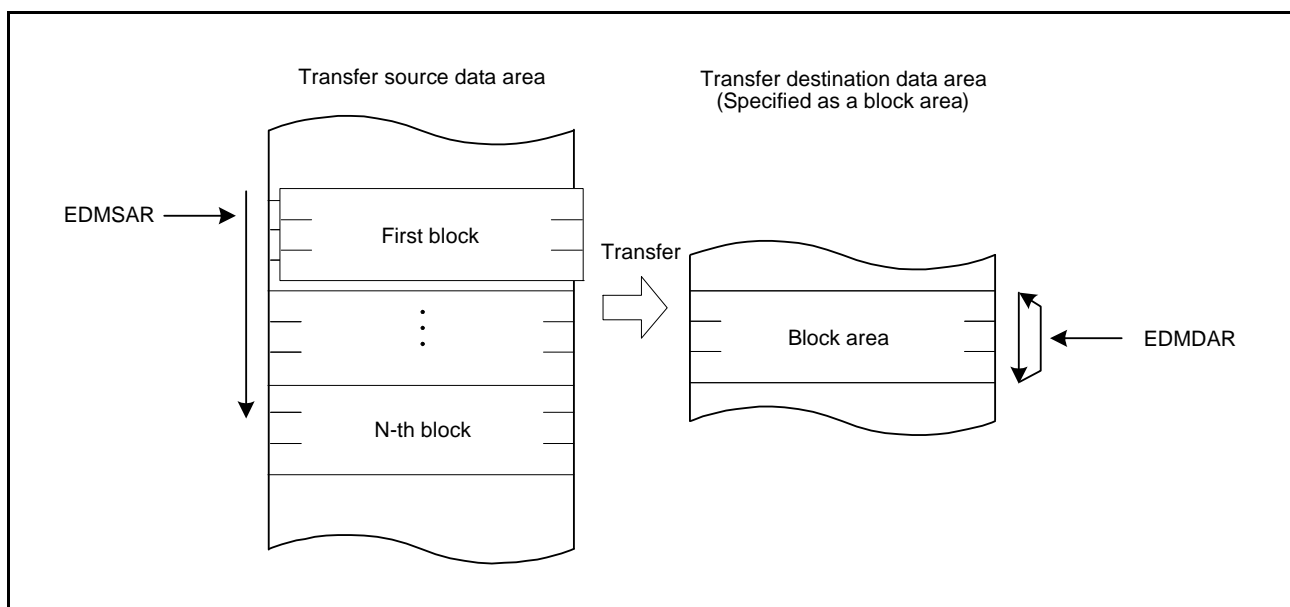 Transfer source data area
Transfer destination data area
(Specified as a block area)
EDMSAR
First block
Transfer
Block area
EDMDAR
N-th block